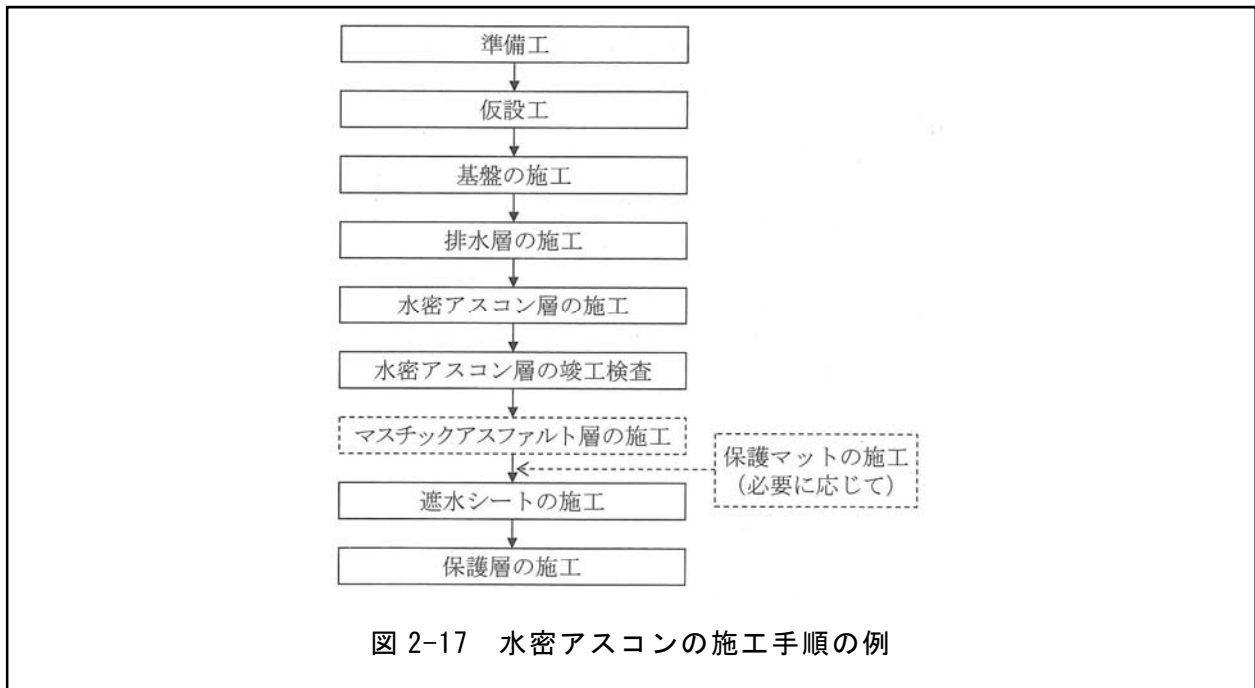 準備工
仮設工
基盤の施工
排水層の施工
水密アスコン層の施工
水密アスコン層の竣工検査
マスチックアスファルト層の施工
保護マットの施工
（必要に応じて）
遮水シートの施工
保護層の施工
図 2-17　水密アスコンの施工手順の例